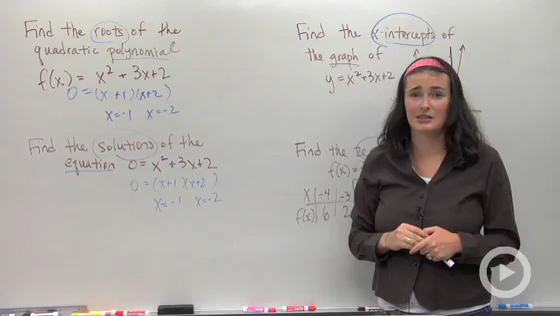 Find the roots of the
quadratic polynomial
f(x) = x² + 3x + 2
0 = (x + 1)(x + 2)
x = -1 x = -2
Find the solutions of the
equation 0 = x² + 3x + 2
0 = (x + 1)(x + 2)
x = -1 x = -2
Find the x-intercepts of
the graph of
y = x² + 3x + 2
Find the
f(x) =
x | -4 | -3
f(x) | 6 | 2